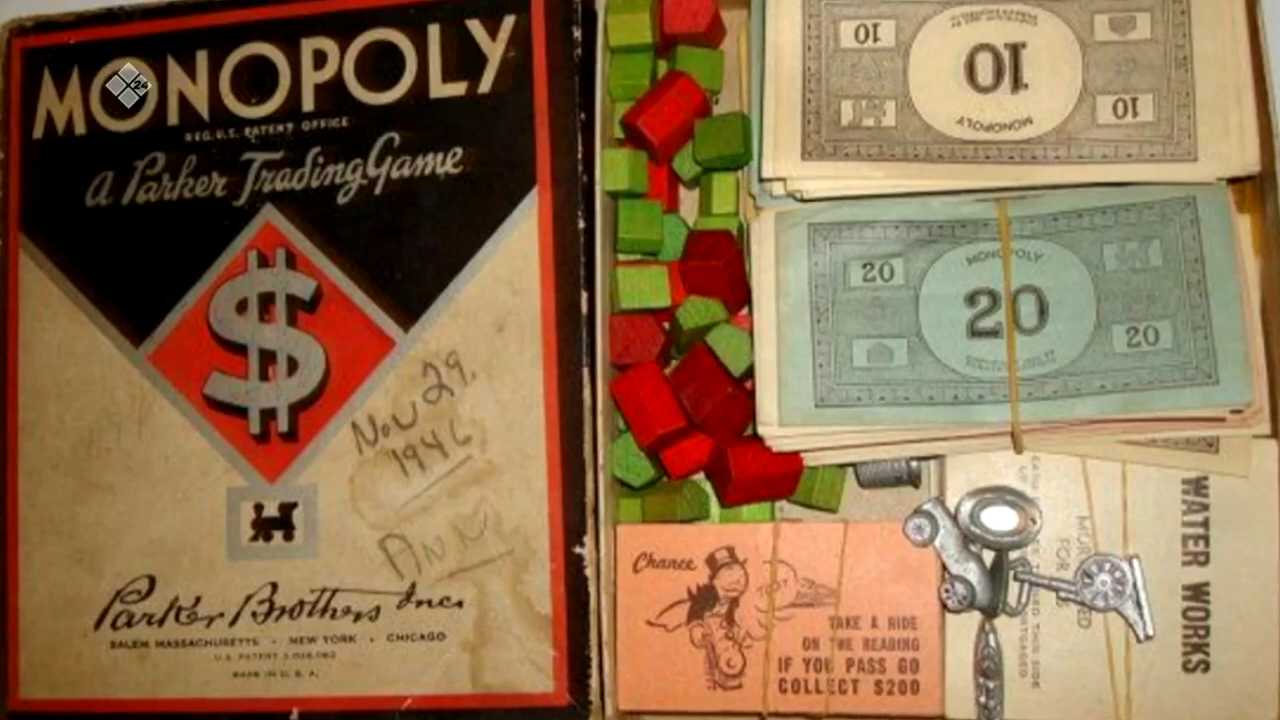 MONOPOLY
X24
REG. U.S. PATENT OFFICE
A Parker Trading Game
$
Nov 29,
1946
ANN
Parker Brothers Inc.
SALEM, MASSACHUSETTS • NEW YORK • CHICAGO
U.S. PATENT
MADE IN U.S.A.
10
10
10
10
MONOPOLY
MONOPOLY
20
20
20
Chance
TAKE A RIDE
ON THE READING
IF YOU PASS GO
COLLECT $200
WATER WORKS